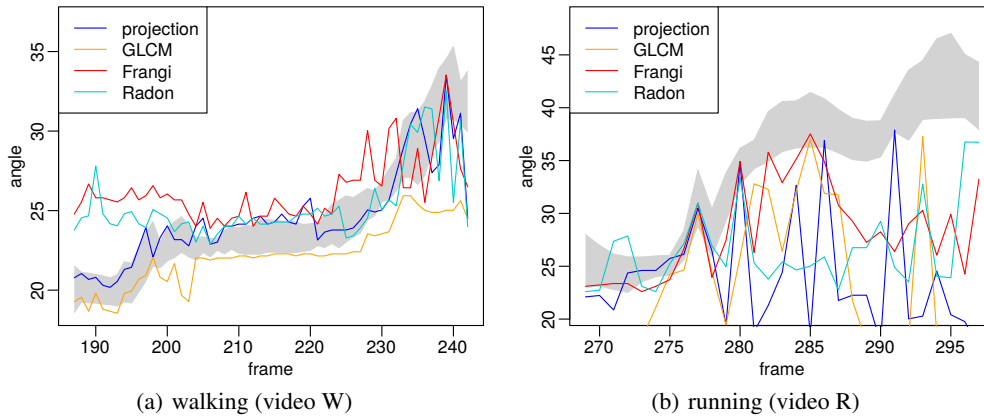 projection
GLCM
Frangi
Radon
angle
20 25 30 35
190 200 210 220 230 240
frame
(a) walking (video W)
projection
GLCM
Frangi
Radon
angle
20 25 30 35 40 45
270 275 280 285 290 295
frame
(b) running (video R)